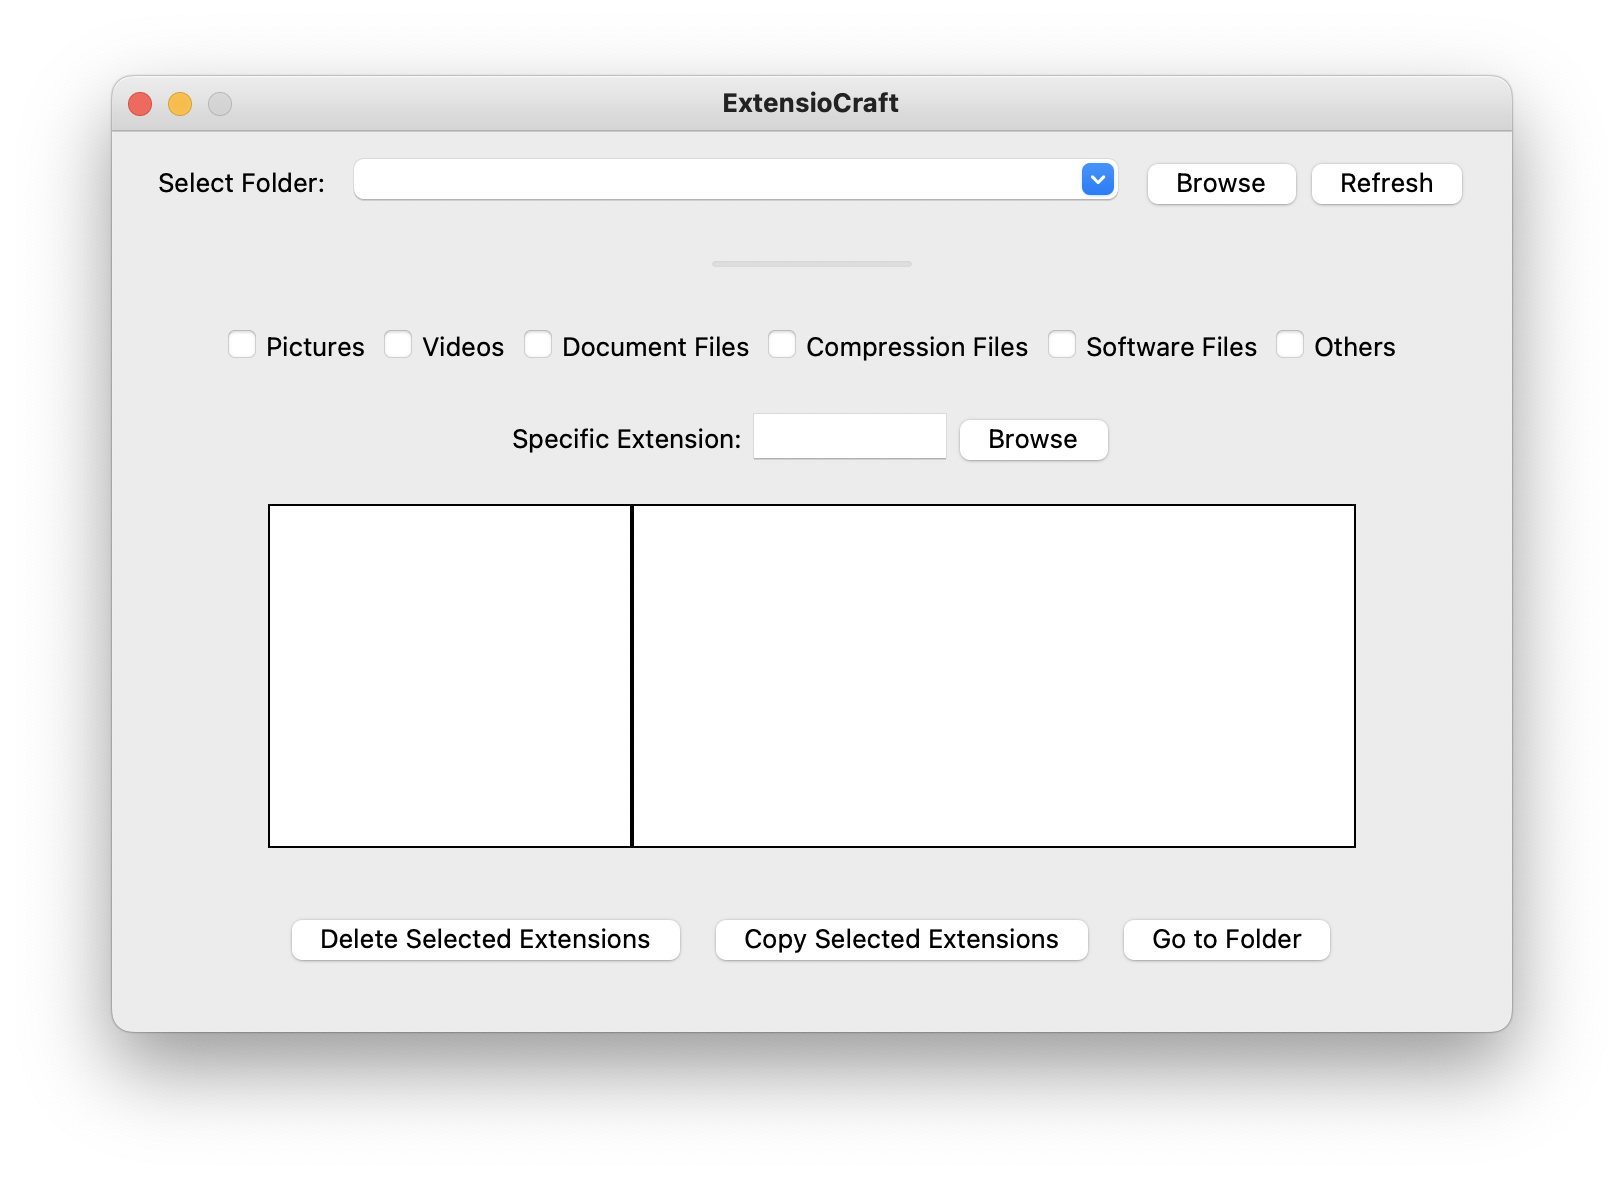 ExtensioCraft
Select Folder: Browse Refresh
Pictures Videos Document Files Compression Files Software Files Others
Specific Extension: Browse
Delete Selected Extensions Copy Selected Extensions Go to Folder